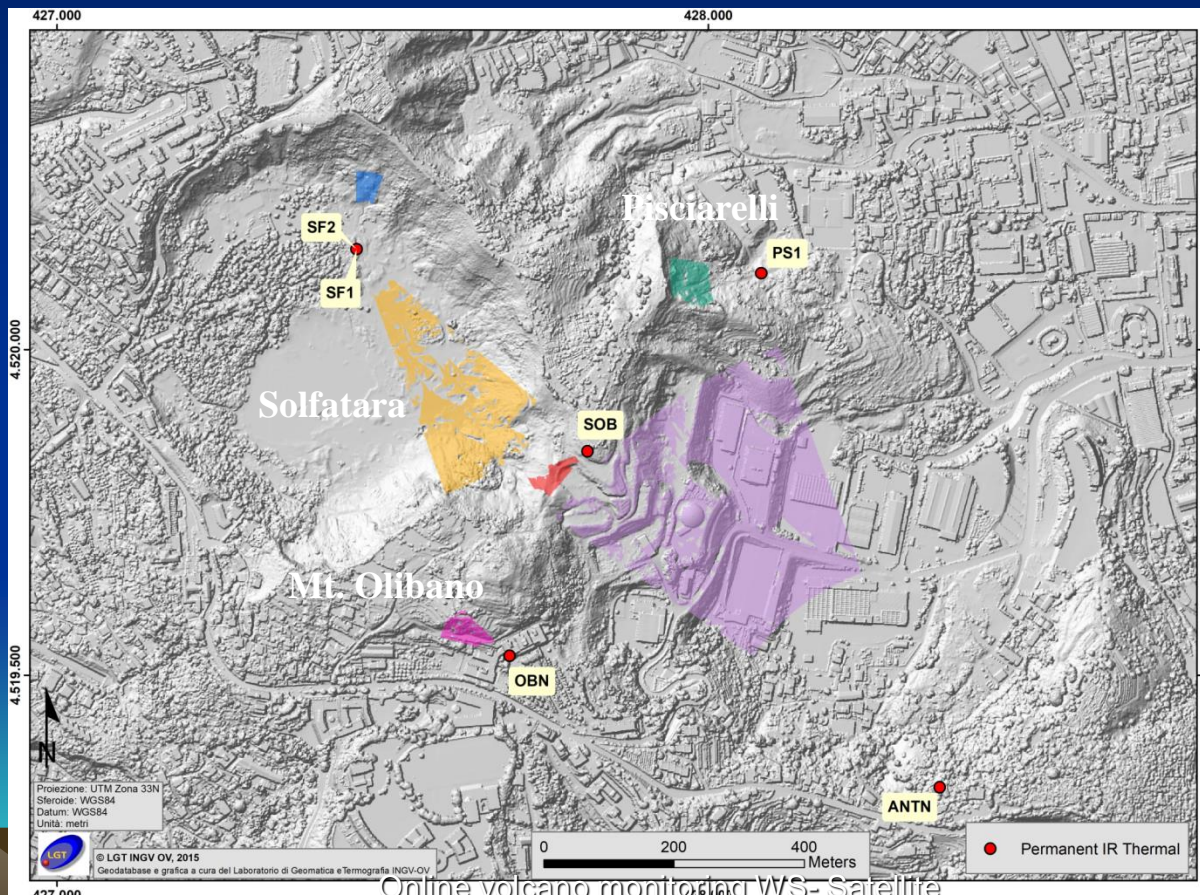 427.000
428.000
Pisciarelli
SF2
PS1
SF1
4.520.000
Solfatara
SOB
Mt. Olibano
OBN
4.519.500
N
ANTN
Proiezione: UTM Zona 33N
Sferoide: WGS84
Datum: WGS84
Unità: metri
LGT
© LGT INGV OV, 2015
Geodatabase e grafica a cura del Laboratorio di Geomatica eTermografia INGV-OV
0 200 400
Meters
Permanent IR Thermal
427.000
Online volcano monitoring WS- Satellite